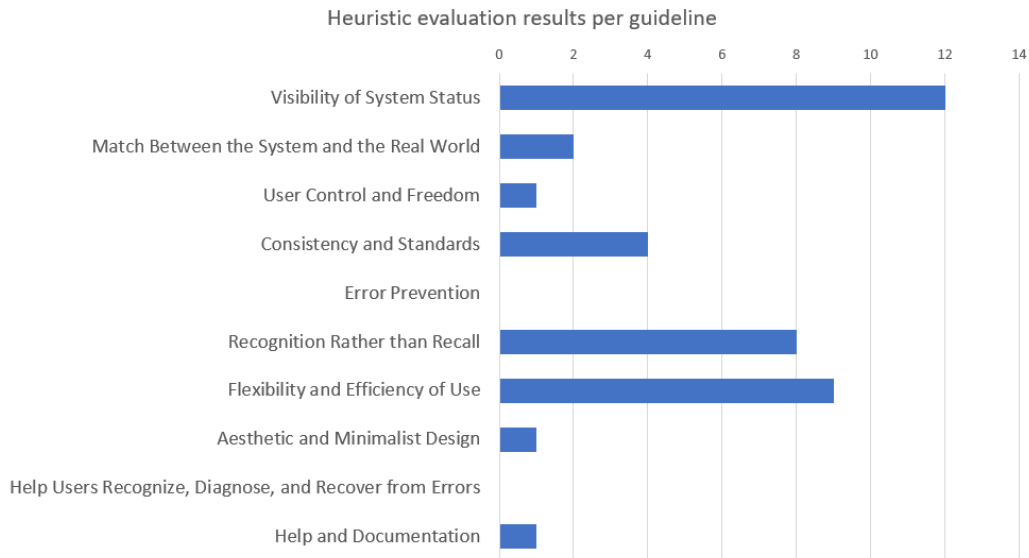 Heuristic evaluation results per guideline
0 2 4 6 8 10 12 14
Visibility of System Status
Match Between the System and the Real World
User Control and Freedom
Consistency and Standards
Error Prevention
Recognition Rather than Recall
Flexibility and Efficiency of Use
Aesthetic and Minimalist Design
Help Users Recognize, Diagnose, and Recover from Errors
Help and Documentation